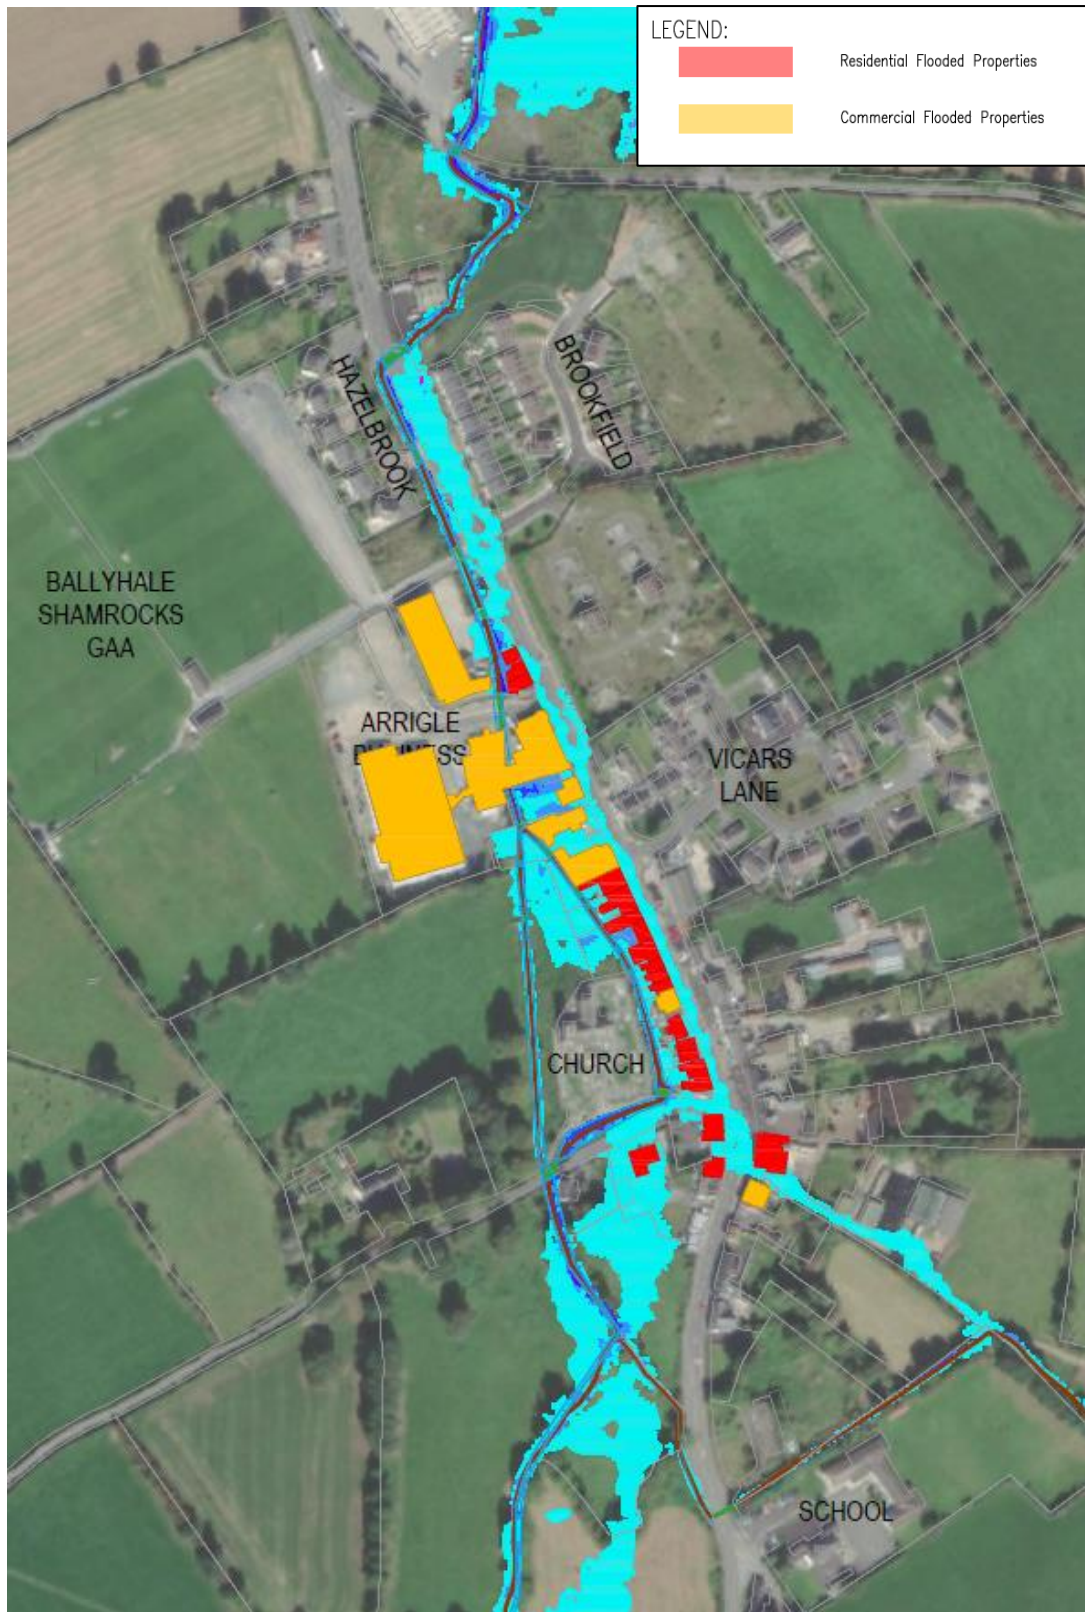 LEGEND:
Residential Flooded Properties
Commercial Flooded Properties
HAZELBROOK
BROOKFIELD
BALLYHALE
SHAMROCKS
GAA
ARRIGLE
VICARS
LANE
CHURCH
SCHOOL